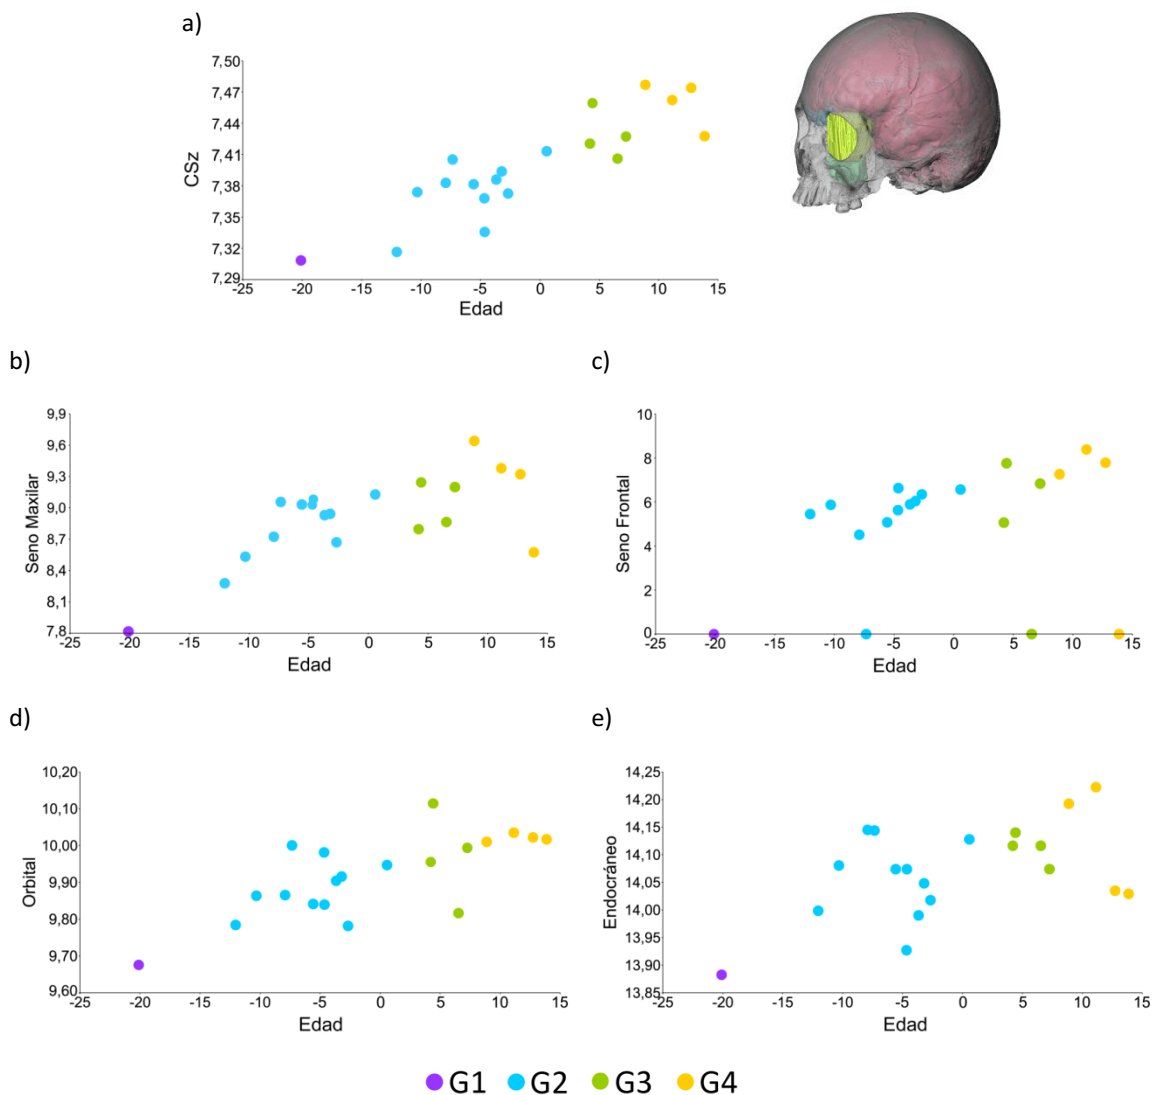 a)
7,50
7,47
7,44
7,41
7,38
7,35
7,32
7,29
CSz
-25 -20 -15 -10 -5 0 5 10 15
Edad
b)
9,9
9,6
9,3
9,0
8,7
8,4
8,1
7,8
Seno Maxilar
-25 -20 -15 -10 -5 0 5 10 15
Edad
c)
10
8
6
4
2
0
Seno Frontal
-25 -20 -15 -10 -5 0 5 10 15
Edad
d)
10,20
10,10
10,00
9,90
9,80
9,70
9,60
Orbital
-25 -20 -15 -10 -5 0 5 10 15
Edad
e)
14,25
14,20
14,15
14,10
14,05
14,00
13,95
13,90
13,85
Endocráneo
-25 -20 -15 -10 -5 0 5 10 15
Edad
G1 G2 G3 G4